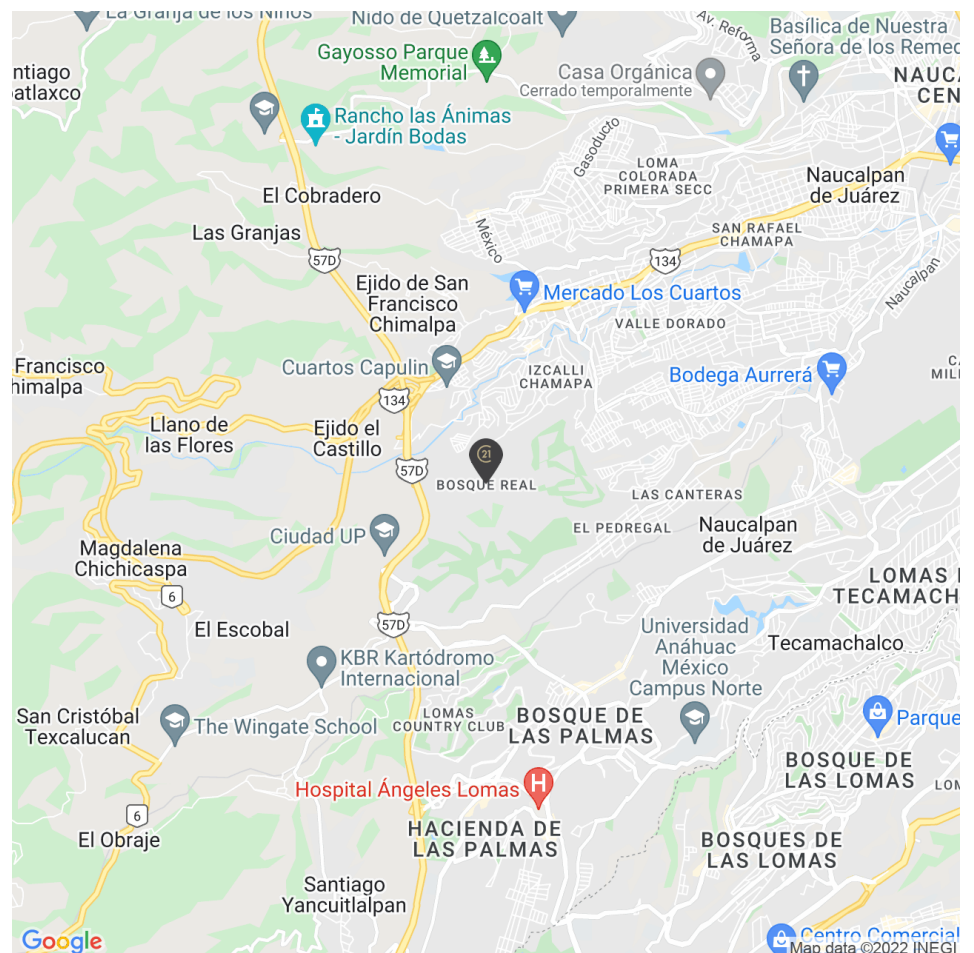 La Granja de los Niños
Nido de Quetzalcoalt
Av. Reforma
Basílica de Nuestra
Señora de los Remed
Gayosso Parque
Memorial
Casa Orgánica
Cerrado temporalmente
ntiago
atlaxco
NAUCA
CEN
Rancho las Ánimas
- Jardín Bodas
Gasoducto
LOMA
COLORADA
PRIMERA SECC
Naucalpan
de Juárez
El Cobradero
Las Granjas
México
SAN RAFAEL
CHAMAPA
57D
134
Naucalpan
Ejido de San
Francisco
Chimalpa
Mercado Los Cuartos
VALLE DORADO
Francisco
himalpa
Cuartos Capulin
IZCALLI
CHAMAPA
Bodega Aurrerá
MIL
134
Llano de
las Flores
Ejido el
Castillo
21
57D
BOSQUE REAL
LAS CANTERAS
Ciudad UP
EL PEDREGAL
Naucalpan
de Juárez
Magdalena
Chichicaspa
6
LOMAS
TECAMACH
57D
El Escobal
Universidad
Anáhuac
México
Campus Norte
Tecamachalco
KBR Kartódromo
Internacional
San Cristóbal
Texcalucan
The Wingate School
LOMAS
COUNTRY CLUB
BOSQUE DE
LAS PALMAS
Parque
BOSQUE DE
LAS LOMAS
LOM
Hospital Ángeles Lomas
H
6
El Obraje
HACIENDA DE
LAS PALMAS
BOSQUES DE
LAS LOMAS
Santiago
Yancuitlalpan
Google
Centro Comercial
Map data ©2022 INEGI